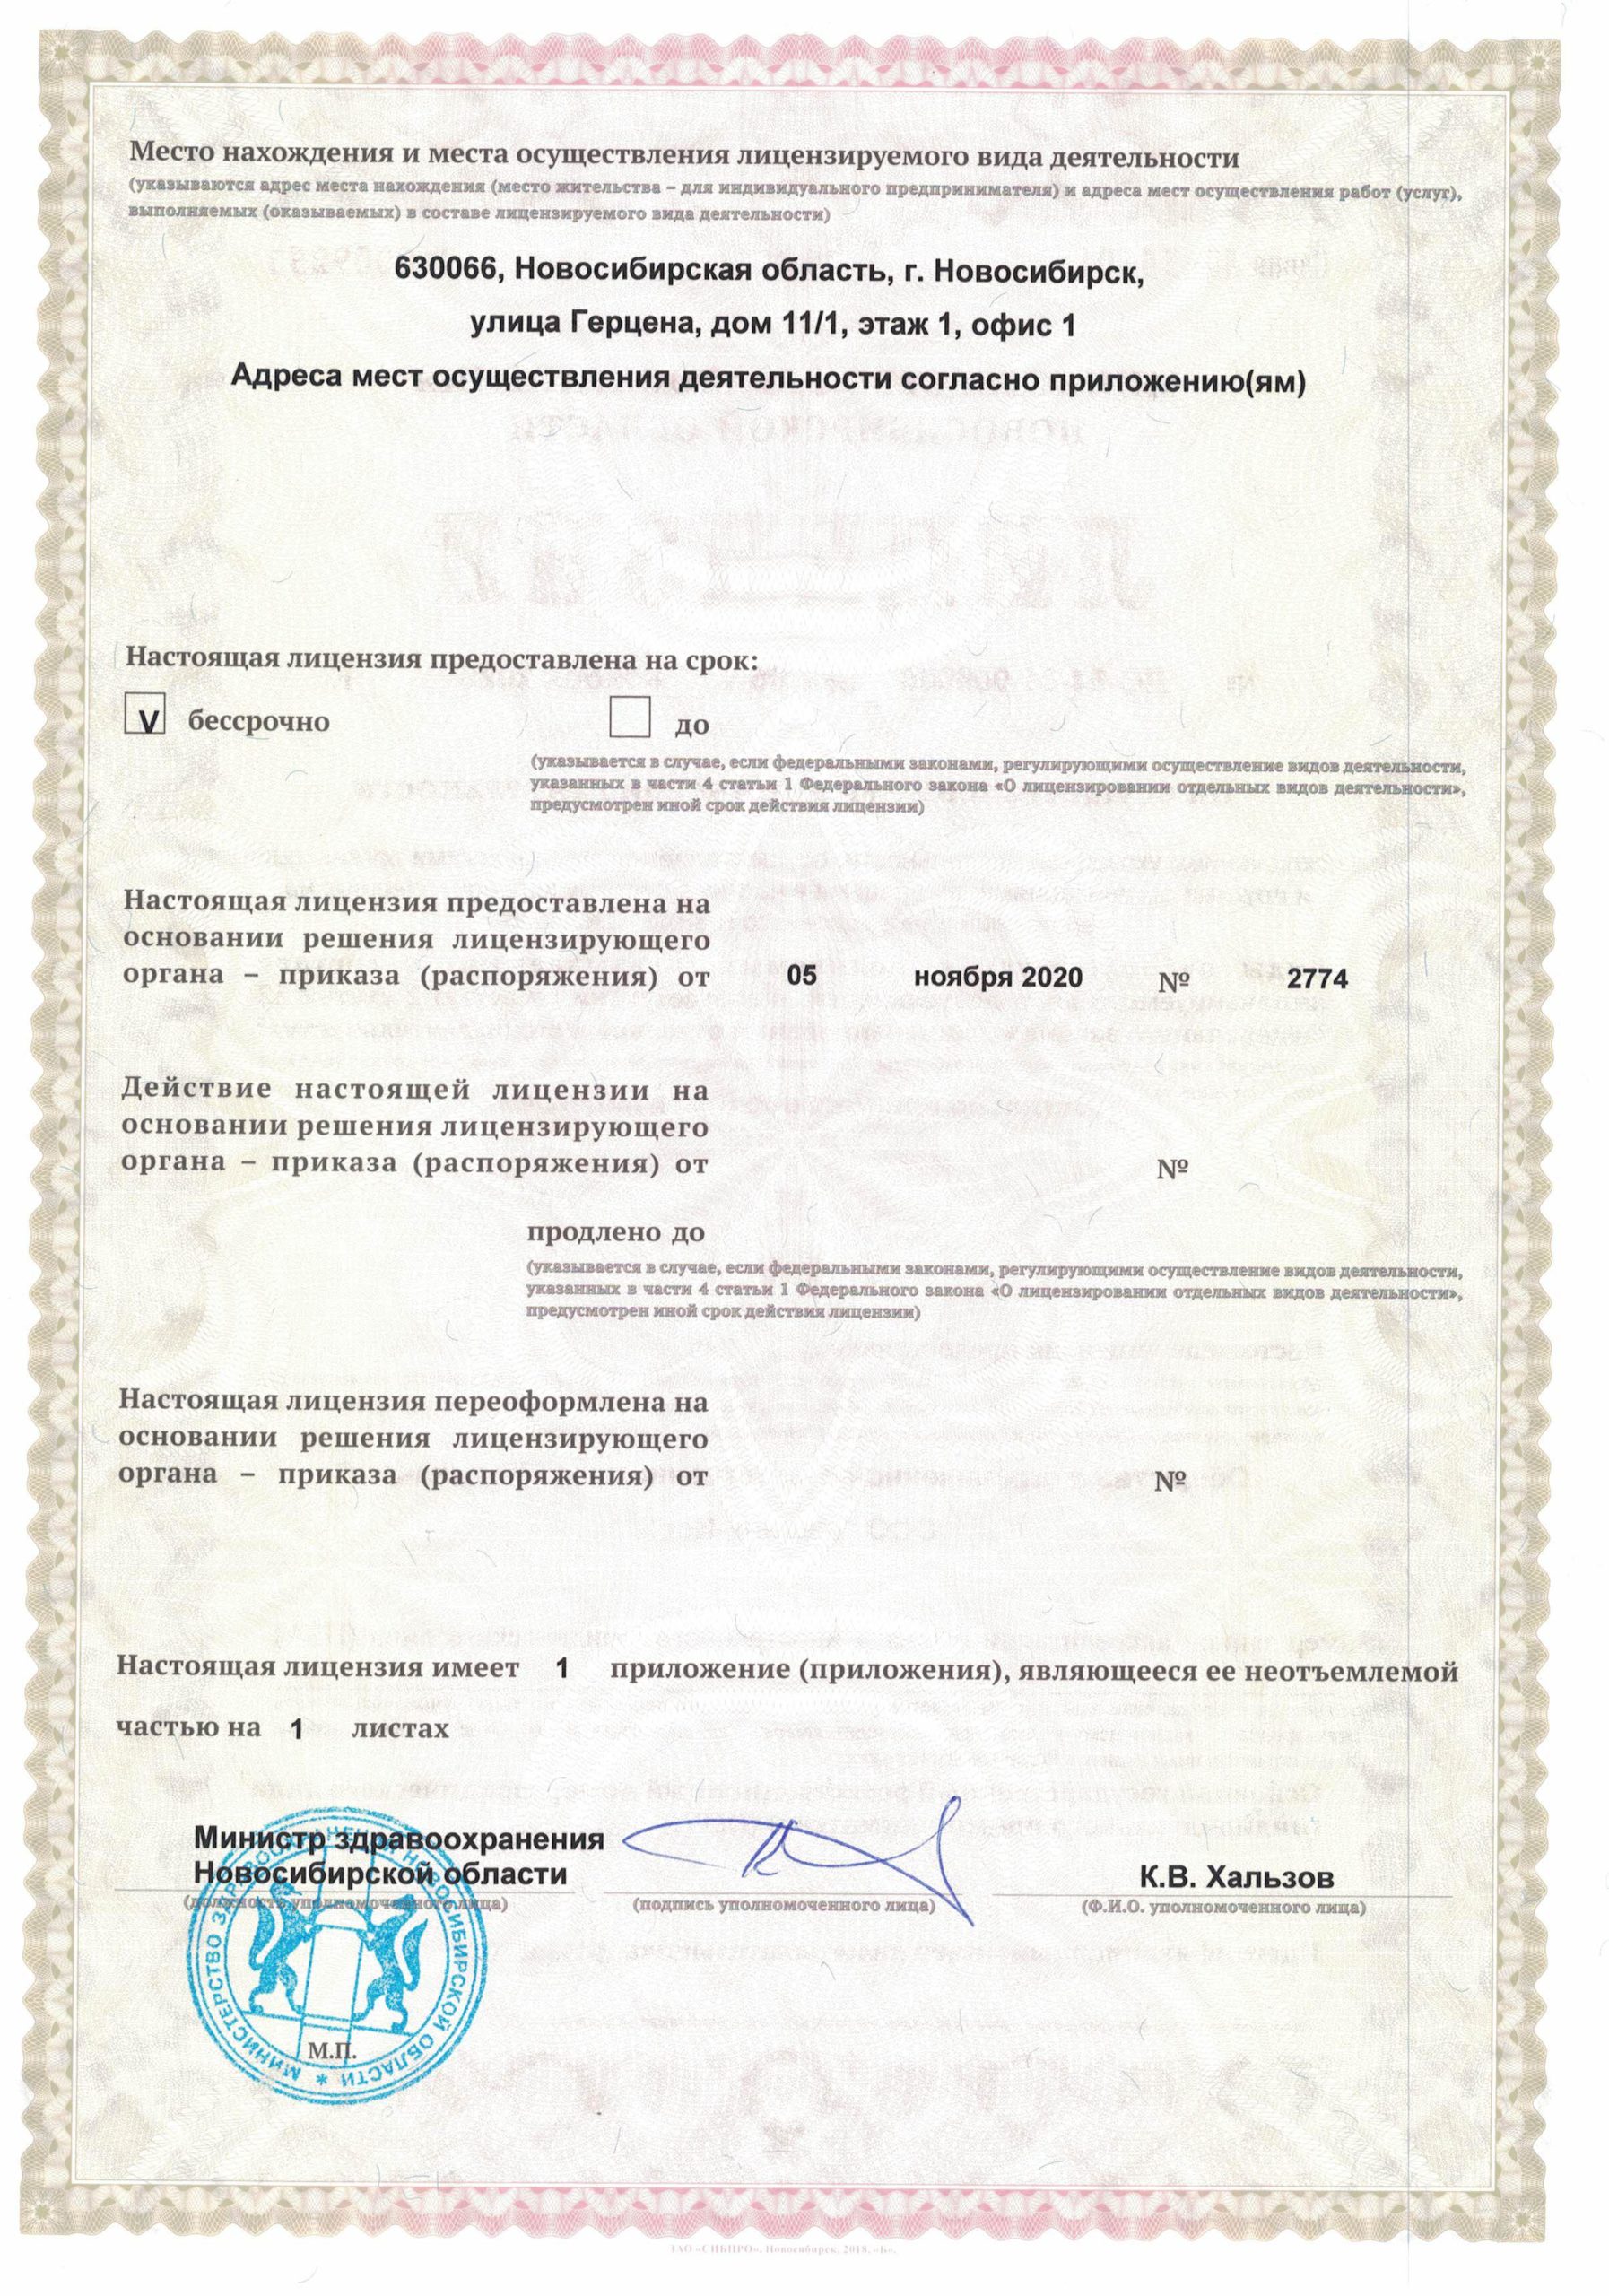 Место нахождения и места осуществления лицензируемого вида деятельности
(указываются адрес места нахождения (место жительства – для индивидуального предпринимателя) и адреса мест осуществления работ (услуг),
выполняемых (оказываемых) в составе лицензируемого вида деятельности)
630066, Новосибирская область, г. Новосибирск,
улица Герцена, дом 11/1, этаж 1, офис 1
Адреса мест осуществления деятельности согласно приложению(ям)
Настоящая лицензия предоставлена на срок:
V бессрочно до
(указывается в случае, если федеральными законами, регулирующими осуществление видов деятельности,
указанных в части 4 статьи 1 Федерального закона «О лицензировании отдельных видов деятельности»,
предусмотрен иной срок действия лицензии)
Настоящая лицензия предоставлена на
основании решения лицензирующего
органа – приказа (распоряжения) от 05 ноября 2020 № 2774
Действие настоящей лицензии на
основании решения лицензирующего
органа – приказа (распоряжения) от №
продлено до
(указывается в случае, если федеральными законами, регулирующими осуществление видов деятельности,
указанных в части 4 статьи 1 Федерального закона «О лицензировании отдельных видов деятельности»,
предусмотрен иной срок действия лицензии)
Настоящая лицензия переоформлена на
основании решения лицензирующего
органа – приказа (распоряжения) от №
Настоящая лицензия имеет 1 приложение (приложения), являющееся ее неотъемлемой
частью на 1 листах
Министр здравоохранения
Новосибирской области К.В. Хальзов
(должность уполномоченного лица) (подпись уполномоченного лица) (Ф.И.О. уполномоченного лица)
МИНИСТЕРСТВО ЗДРАВООХРАНЕНИЯ НОВОСИБИРСКОЙ ОБЛАСТИ *
М.П.
ЗАО «СИБПРО», Новосибирск, 2018, «Б».